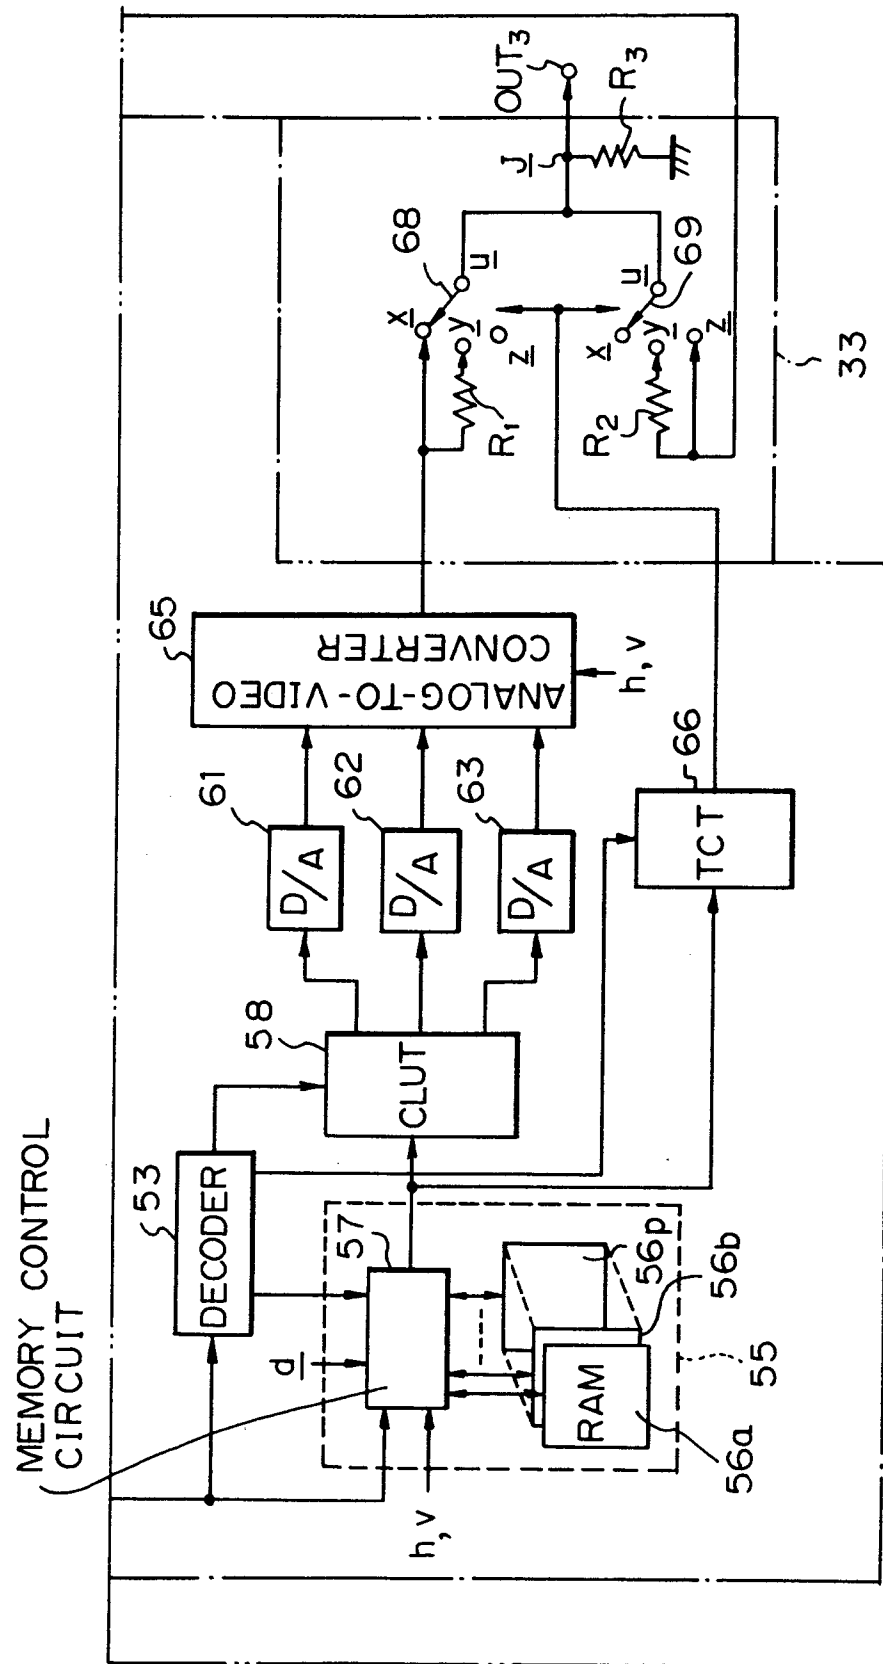 MEMORY CONTROL
CIRCUIT
53
DECODER
57
d
h,v
RAM
56a
56b
56p
55
58
CLUT
61
D/A
62
D/A
63
D/A
65
ANALOG-TO-VIDEO
CONVERTER
h,v
66
TCT
68
x
y
z
u
R1
69
x
y
z
u
R2
J
OUT3
R3
33